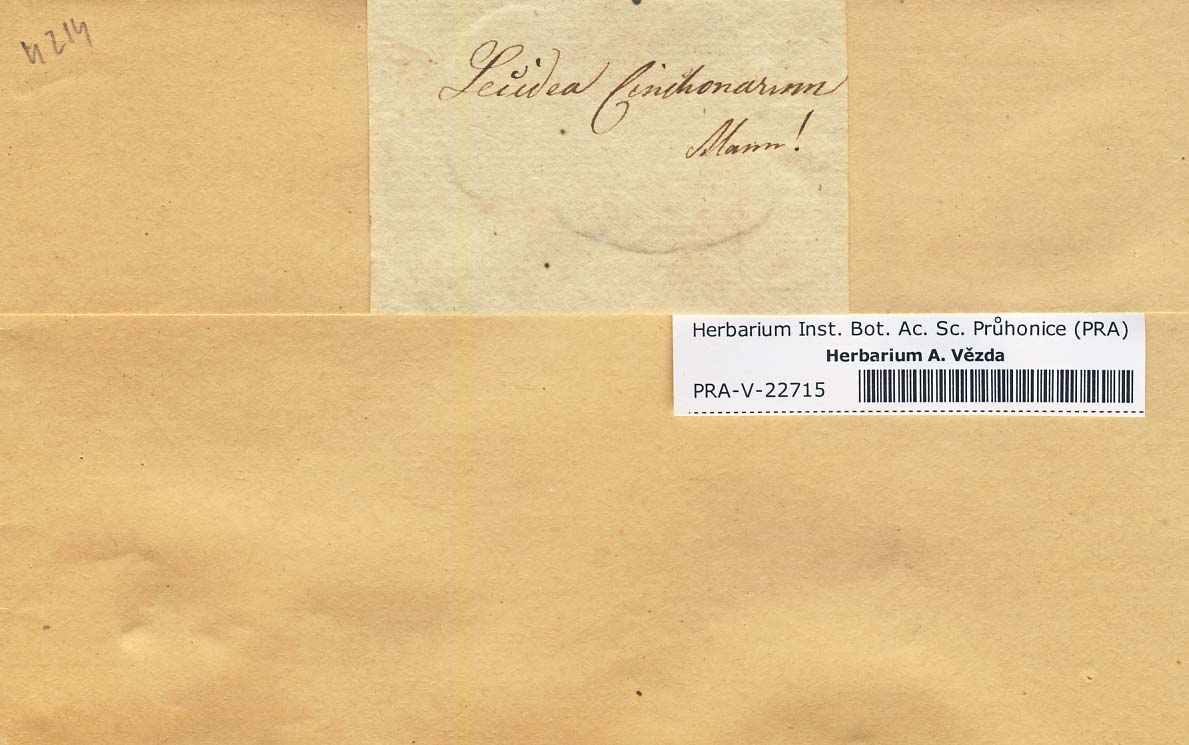 4214
Lecidea Cinchonarum
Mann!
Herbarium Inst. Bot. Ac. Sc. Průhonice (PRA)
Herbarium A. Vězda
PRA-V-22715